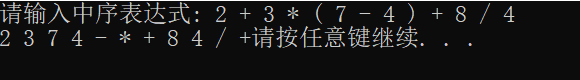 请输入中序表达式: 2 + 3 * ( 7 - 4 ) + 8 / 4
2 3 7 4 - * + 8 4 / +请按任意键继续. . .